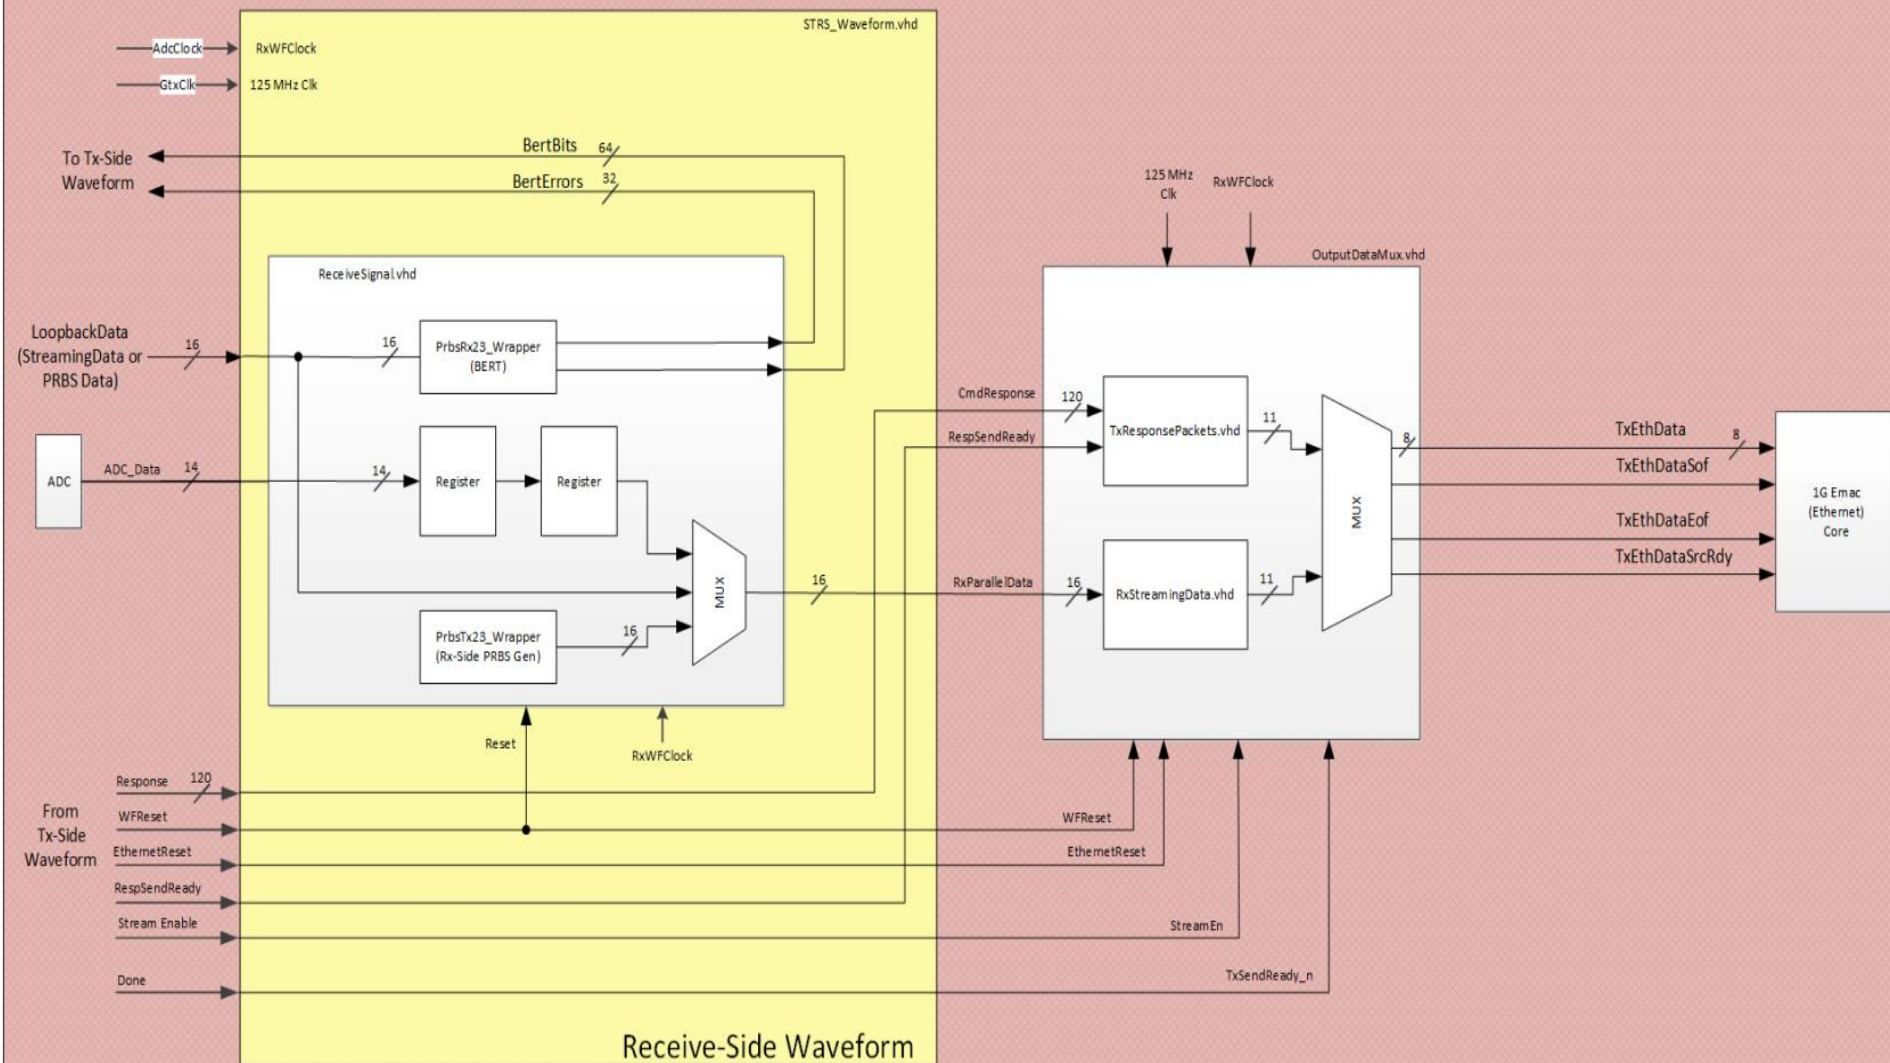 STRS_Waveform.vhd
AdcClock
RxWFClock
GtxClk
125 MHz Clk
BertBits
64
To Tx-Side
Waveform
BertErrors
32
125 MHz
Clk
RxWFClock
OutputDataMux.vhd
ReceiveSignal.vhd
LoopbackData
(StreamingData or
PRBS Data)
16
16
PrbsRx23_Wrapper
(BERT)
CmdResponse
120
RespSendReady
TxResponsePackets.vhd
11
8
TxEthData
8
TxEthDataSof
TxEthDataEof
TxEthDataSrcRdy
1G Emac
(Ethernet)
Core
MUX
ADC
ADC_Data
14
14
Register
Register
MUX
16
RxParallelData
16
RxStreamingData.vhd
11
PrbsTx23_Wrapper
(Rx-Side PRBS Gen)
16
Reset
RxWFClock
From
Tx-Side
Waveform
Response
120
WFReset
WFReset
EthernetReset
EthernetReset
RespSendReady
Stream Enable
StreamEn
Done
TxSendReady_n
Receive-Side Waveform